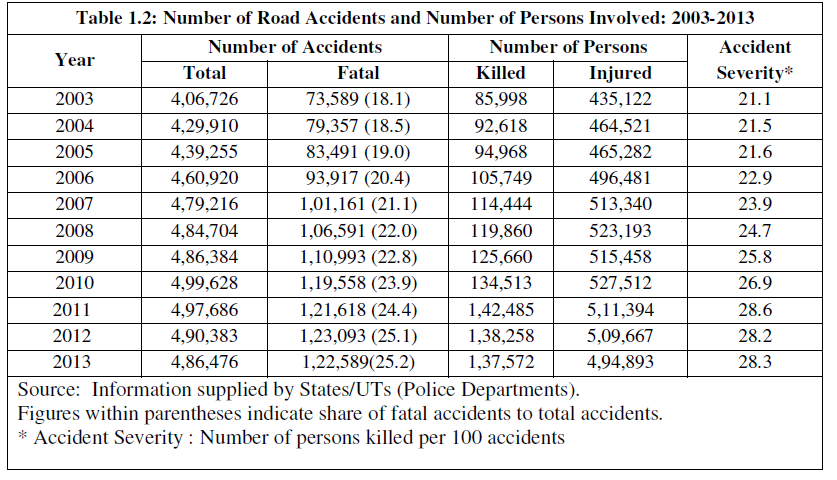 Table 1.2: Number of Road Accidents and Number of Persons Involved: 2003-2013
Year Number of Accidents Number of Persons Accident Severity*
Total Fatal Killed Injured
2003 4,06,726 73,589 (18.1) 85,998 435,122 21.1
2004 4,29,910 79,357 (18.5) 92,618 464,521 21.5
2005 4,39,255 83,491 (19.0) 94,968 465,282 21.6
2006 4,60,920 93,917 (20.4) 105,749 496,481 22.9
2007 4,79,216 1,01,161 (21.1) 114,444 513,340 23.9
2008 4,84,704 1,06,591 (22.0) 119,860 523,193 24.7
2009 4,86,384 1,10,993 (22.8) 125,660 515,458 25.8
2010 4,99,628 1,19,558 (23.9) 134,513 527,512 26.9
2011 4,97,686 1,21,618 (24.4) 1,42,485 5,11,394 28.6
2012 4,90,383 1,23,093 (25.1) 1,38,258 5,09,667 28.2
2013 4,86,476 1,22,589(25.2) 1,37,572 4,94,893 28.3
Source: Information supplied by States/UTs (Police Departments).
Figures within parentheses indicate share of fatal accidents to total accidents.
* Accident Severity : Number of persons killed per 100 accidents